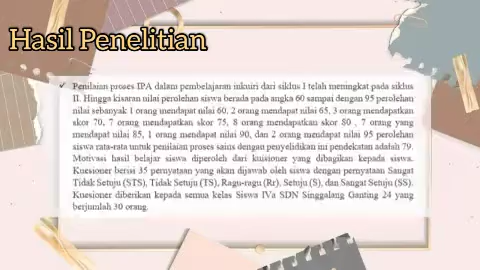 Hasil Penelitian
✓ Penilaian proses IPA dalam pembelajaran inkuiri dari siklus I telah meningkat pada siklus
II. Hingga kisaran nilai perolehan siswa berada pada angka 60 sampai dengan 95 perolehan
nilai sebanyak 1 orang mendapat nilai 60, 2 orang mendapat nilai 65, 3 orang mendapatkan
skor 70, 7 orang mendapatkan skor 75, 8 orang mendapatkan skor 80 , 7 orang yang
mendapat nilai 85, 1 orang mendapat nilai 90, dan 2 orang mendapat nilai 95 perolehan
siswa rata-rata untuk penilaian proses sains dengan penyelidikan ini pendekatan adalah 79.
Motivasi hasil belajar siswa diperoleh dari kuisioner yang dibagikan kepada siswa.
Knesioner berisi 35 pernyataan yang akan dijawab oleh siswa dengan pernyataan Sangat
Tidak Setuju (STS), Tidak Setuju (TS), Ragu-ragu (Rr), Setuju (S), dan Sangat Setuju (SS).
Knesioner diberikan kepada semua kelas Siswa IVa SDN Singgalang Ganting 24 yang
berjumlah 30 orang.